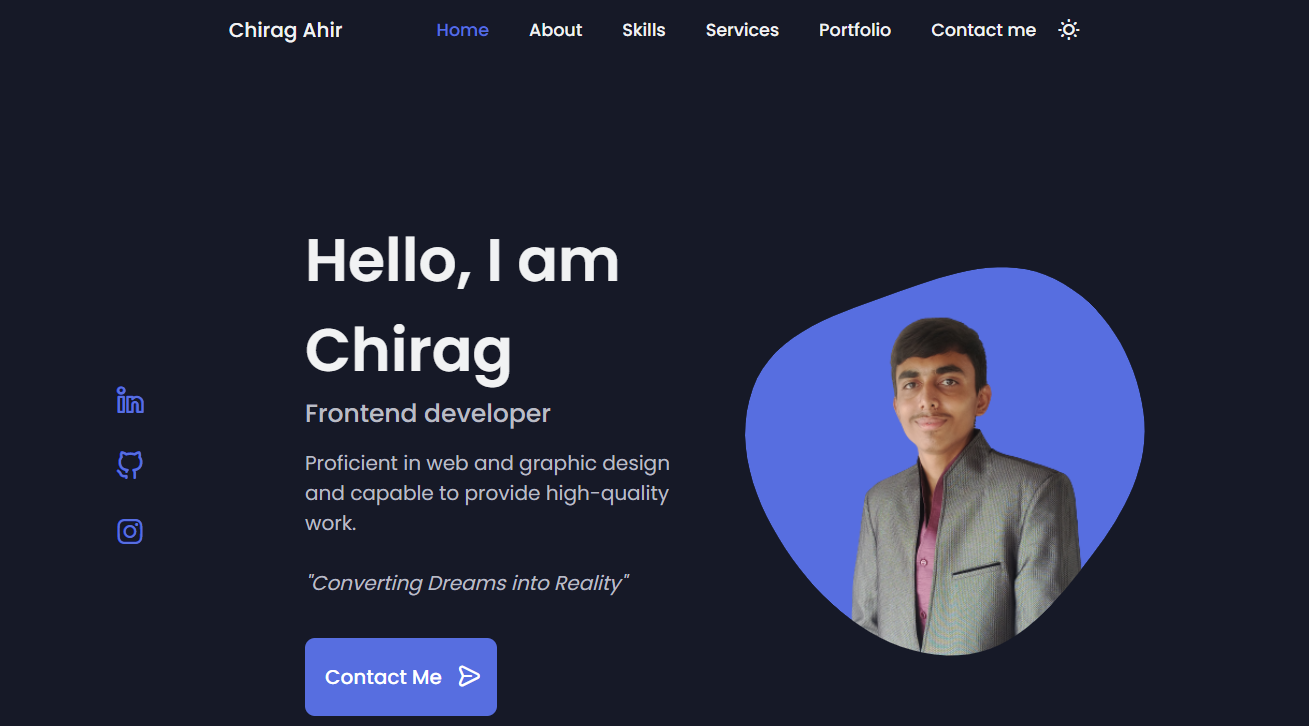 Chirag Ahir Home About Skills Services Portfolio Contact me
Hello, I am
Chirag
Frontend developer
Proficient in web and graphic design
and capable to provide high-quality
work.
"Converting Dreams into Reality"
Contact Me